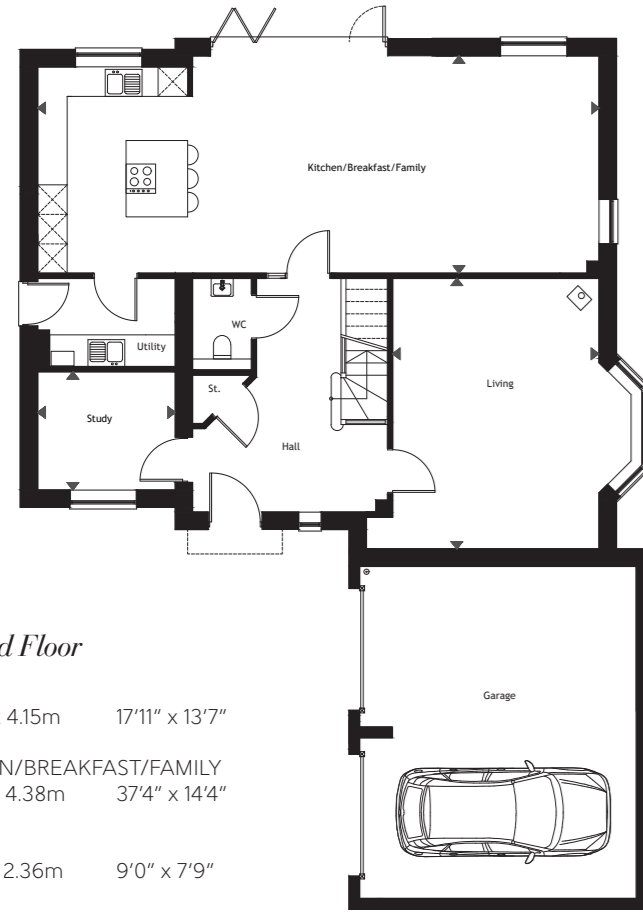 Kitchen/Breakfast/Family
WC
Utility
St.
Living
Study
Hall
d Floor
Garage
4.15m 17'11" x 13'7"
N/BREAKFAST/FAMILY
4.38m 37'4" x 14'4"
2.36m 9'0" x 7'9"